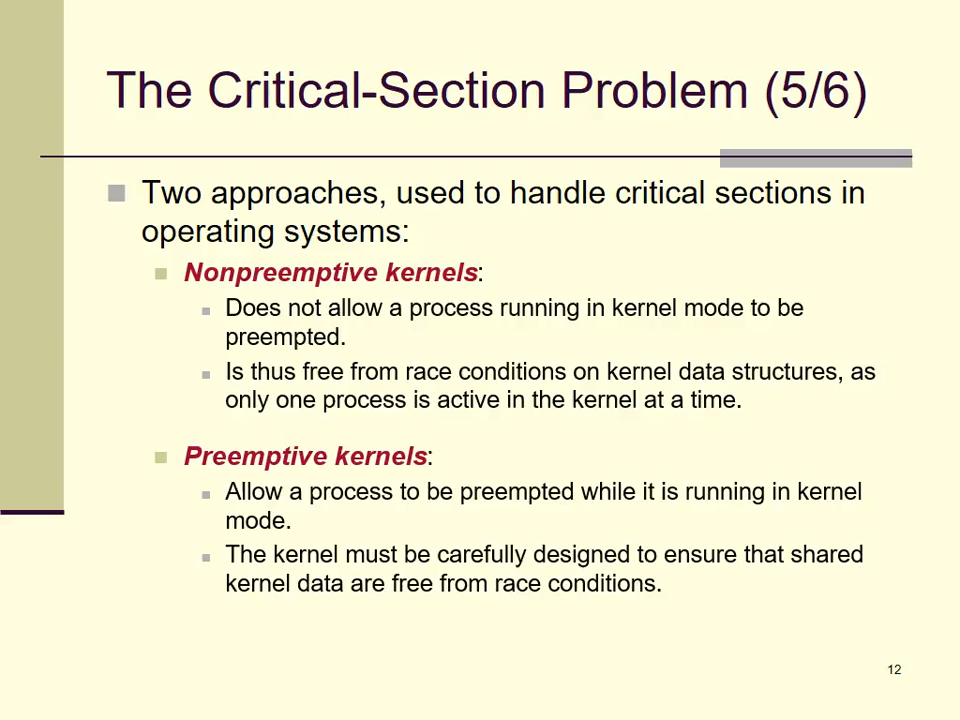 The Critical-Section Problem (5/6)
Two approaches, used to handle critical sections in
operating systems:
Nonpreemptive kernels:
Does not allow a process running in kernel mode to be
preempted.
Is thus free from race conditions on kernel data structures, as
only one process is active in the kernel at a time.
Preemptive kernels:
Allow a process to be preempted while it is running in kernel
mode.
The kernel must be carefully designed to ensure that shared
kernel data are free from race conditions.
12